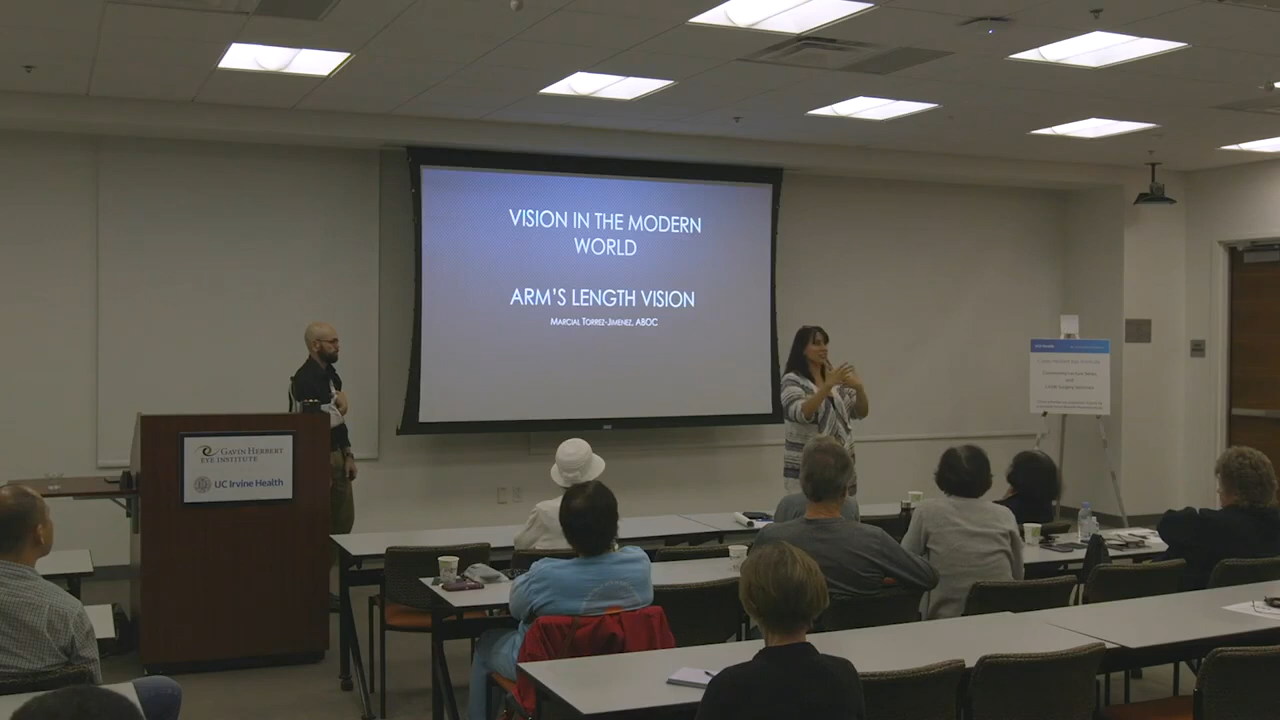 VISION IN THE MODERN
WORLD
ARM'S LENGTH VISION
MARCIAL TORREZ-JIMENEZ, ABOC
GAVIN HERBERT
EYE INSTITUTE
UC Irvine Health